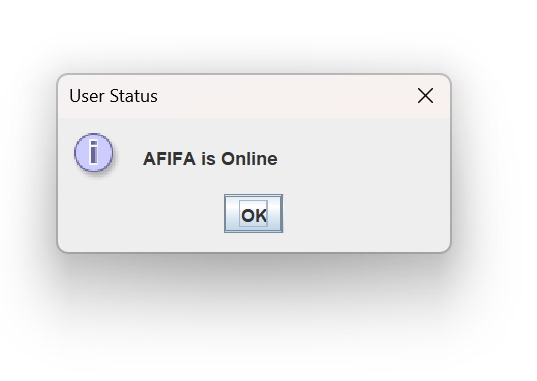 User Status
AFIFA is Online
OK